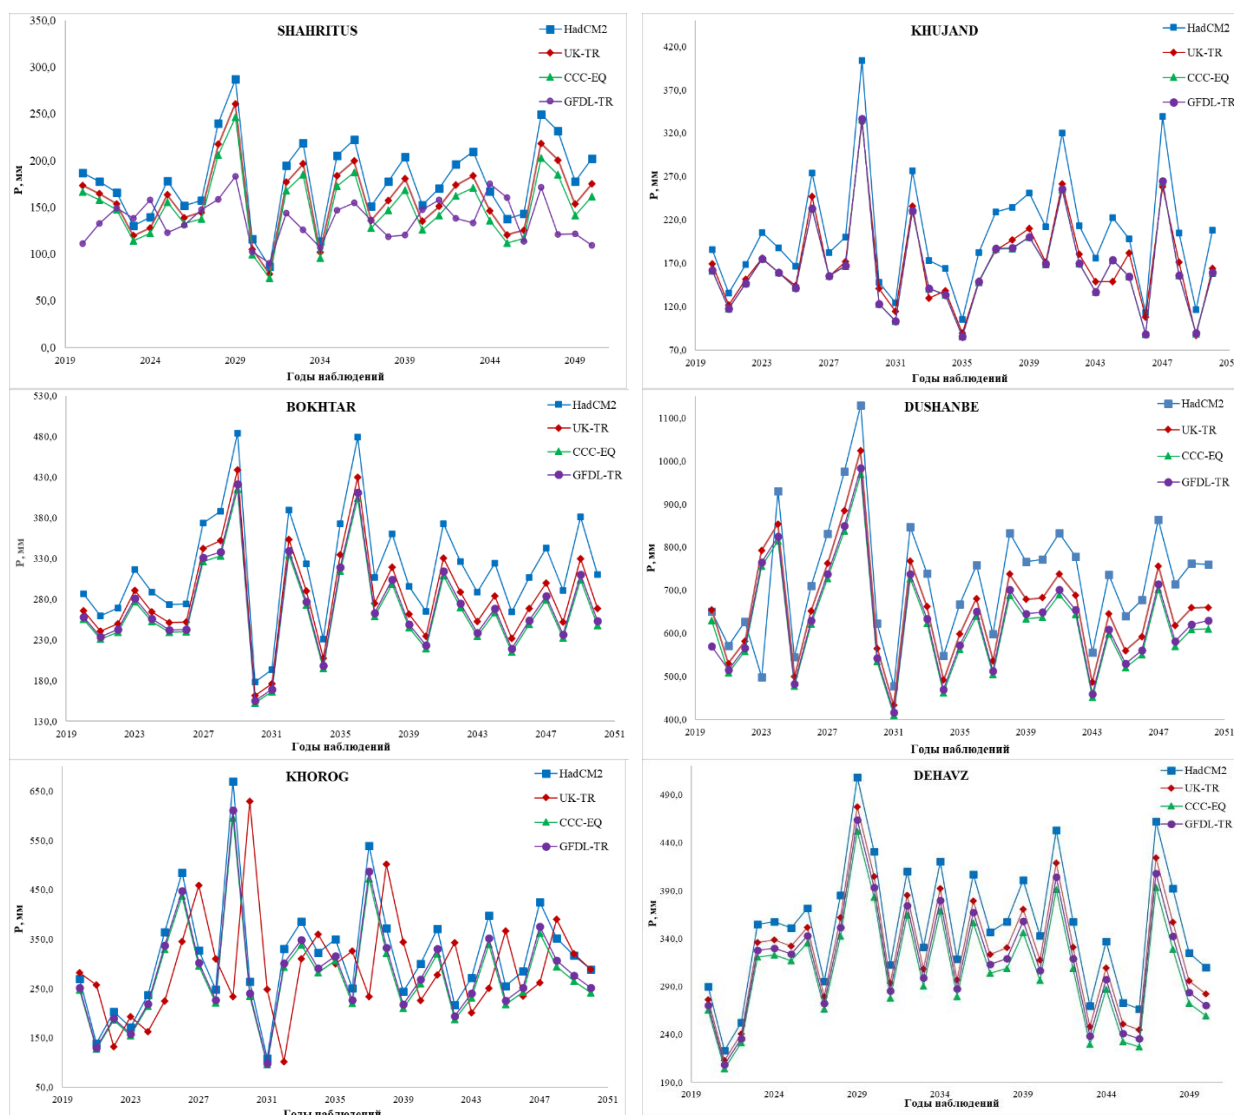 SHAHRITUS
350,0
300,0
250,0
200,0
150,0
100,0
50,0
0,0
P, мм
HadCM2
UK-TR
CCC-EQ
GFDL-TR
2019 2024 2029 2034 2039 2044 2049
Годы наблюдений
KHUJAND
420,0
370,0
320,0
270,0
220,0
170,0
120,0
70,0
P, мм
HadCM2
UK-TR
CCC-EQ
GFDL-TR
2019 2023 2027 2031 2035 2039 2043 2047 205
Годы наблюдений
BOKHTAR
530,0
480,0
430,0
380,0
330,0
280,0
230,0
180,0
130,0
P, мм
HadCM2
UK-TR
CCC-EQ
GFDL-TR
2019 2023 2027 2031 2035 2039 2043 2047 2051
Годы наблюдений
DUSHANBE
1100,0
1000,0
900,0
800,0
700,0
600,0
500,0
400,0
P, мм
HadCM2
UK-TR
CCC-EQ
GFDL-TR
2019 2023 2027 2031 2035 2039 2043 2047 2051
Годы наблюдений
KHOROG
650,0
550,0
450,0
350,0
250,0
150,0
50,0
P, мм
HadCM2
UK-TR
CCC-EQ
GFDL-TR
2019 2023 2027 2031 2035 2039 2043 2047 2051
Годы наблюдений
DEHAVZ
490,0
440,0
390,0
340,0
290,0
240,0
190,0
P, мм
HadCM2
UK-TR
CCC-EQ
GFDL-TR
2019 2024 2029 2034 2039 2044 2049
Годы наблюдений